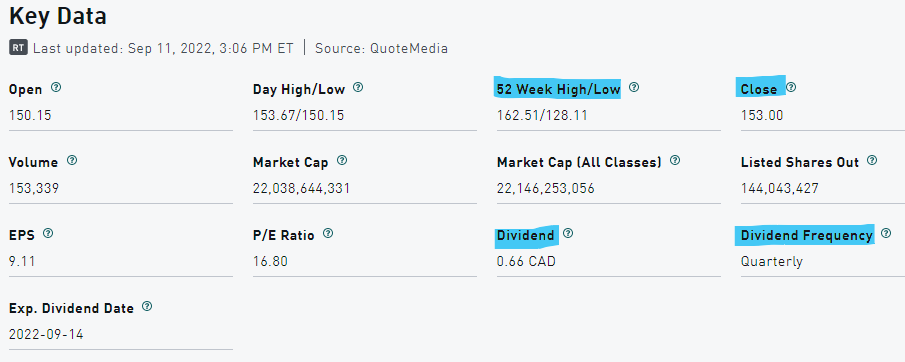 Key Data
RT Last updated: Sep 11, 2022, 3:06 PM ET | Source: QuoteMedia
Open ? Day High/Low ? 52 Week High/Low ? Close ?
150.15 153.67/150.15 162.51/128.11 153.00
Volume ? Market Cap ? Market Cap (All Classes) ? Listed Shares Out ?
153,339 22,038,644,331 22,146,253,056 144,043,427
EPS ? P/E Ratio ? Dividend ? Dividend Frequency ?
9.11 16.80 0.66 CAD Quarterly
Exp. Dividend Date ?
2022-09-14